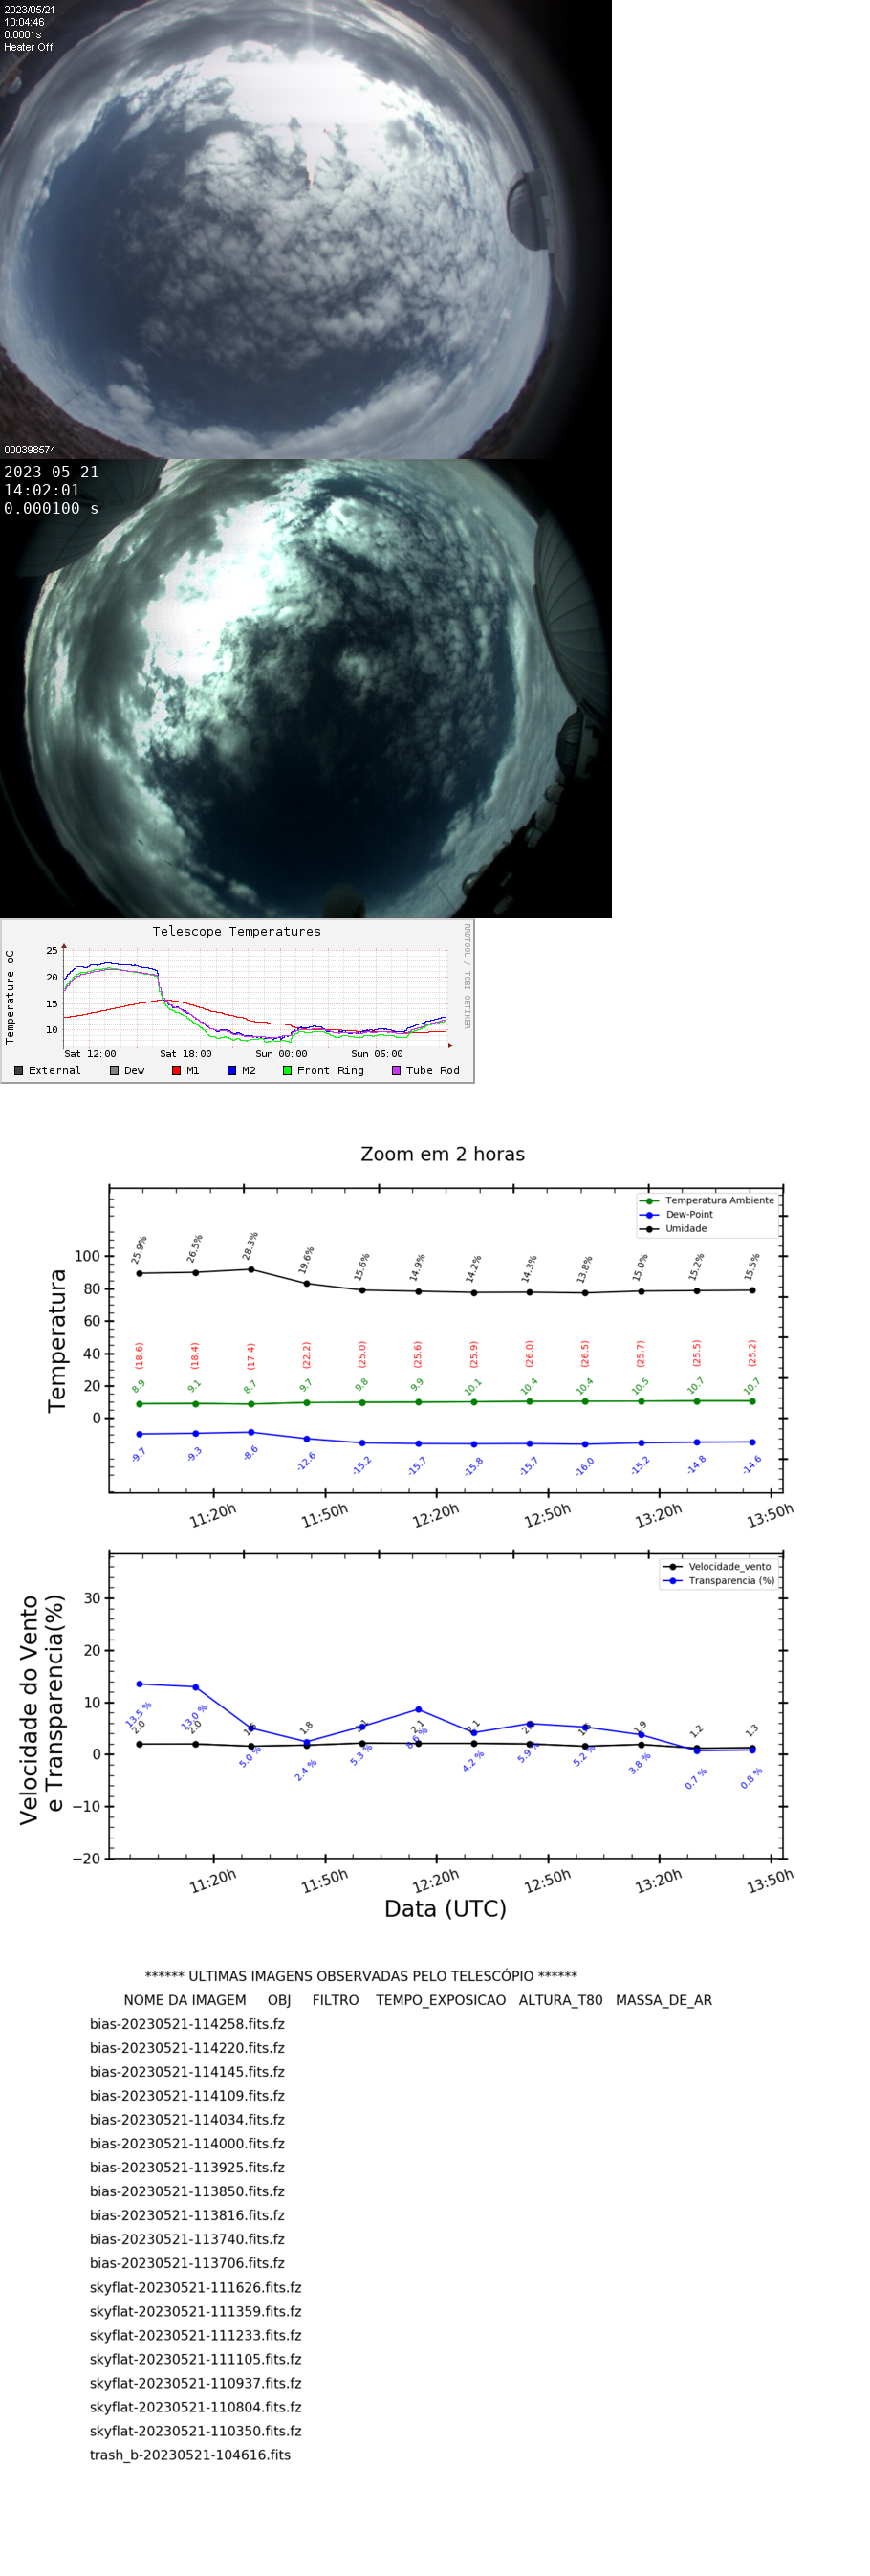 2023/05/21
10:04:46
0.0001s
Heater Off
000398574
2023-05-21
14:02:01
0.000100 s
Telescope Temperatures
RRDTOOL / TOBI OETIKER
Temperature oC
25
20
15
10
Sat 12:00 Sat 18:00 Sun 00:00 Sun 06:00
External Dew M1 M2 Front Ring Tube Rod
Zoom em 2 horas
Temperatura Ambiente
Dew-Point
Umidade
Temperatura
100
80
60
40
20
0
25.9% 26.5% 28.3% 19.6% 15.6% 14.9% 14.2% 14.3% 13.8% 15.0% 15.2% 15.5%
(18.6) (18.4) (17.4) (22.2) (25.0) (25.6) (25.9) (26.0) (26.5) (25.7) (25.5) (25.2)
8.9 9.1 8.7 9.7 9.8 9.9 10.1 10.4 10.4 10.5 10.7 10.7
-9.7 -9.3 -8.6 -12.6 -15.2 -15.7 -15.8 -15.7 -16.0 -15.2 -14.8 -14.6
11:20h 11:50h 12:20h 12:50h 13:20h 13:50h
Velocidade_vento
Transparencia (%)
Velocidade do Vento
e Transparencia(%)
30
20
10
0
−10
−20
2.0 2.0 1.8 2.1 2.1 1.9 1.2 1.3
13.5 % 13.0 % 5.0 % 2.4 % 5.3 % 8.6 % 4.2 % 5.9 % 5.2 % 3.8 % 0.7 % 0.8 %
11:20h 11:50h 12:20h 12:50h 13:20h 13:50h
Data (UTC)
****** ULTIMAS IMAGENS OBSERVADAS PELO TELESCÓPIO ******
NOME DA IMAGEM OBJ FILTRO TEMPO_EXPOSICAO ALTURA_T80 MASSA_DE_AR
bias-20230521-114258.fits.fz
bias-20230521-114220.fits.fz
bias-20230521-114145.fits.fz
bias-20230521-114109.fits.fz
bias-20230521-114034.fits.fz
bias-20230521-114000.fits.fz
bias-20230521-113925.fits.fz
bias-20230521-113850.fits.fz
bias-20230521-113816.fits.fz
bias-20230521-113740.fits.fz
bias-20230521-113706.fits.fz
skyflat-20230521-111626.fits.fz
skyflat-20230521-111359.fits.fz
skyflat-20230521-111233.fits.fz
skyflat-20230521-111105.fits.fz
skyflat-20230521-110937.fits.fz
skyflat-20230521-110804.fits.fz
skyflat-20230521-110350.fits.fz
trash_b-20230521-104616.fits